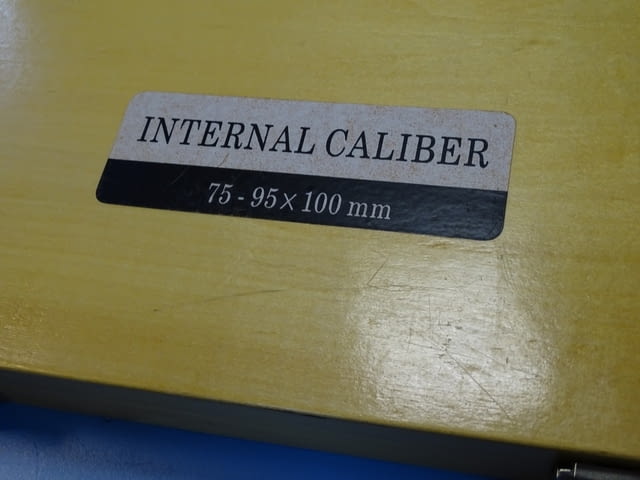 INTERNAL CALIBER
75 - 95 × 100 mm